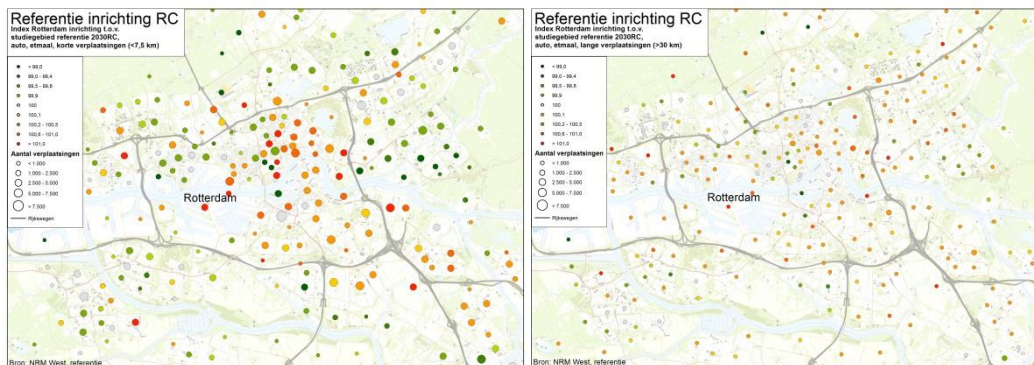 Referentie inrichting RC
Index Rotterdam inrichting t.o.v.
studiegebied referentie 2030RC,
auto, etmaal, korte verplaatsingen (<7,5 km)
< 99,0
99,0 - 99,4
99,5 - 99,8
99,9
100
100,1
100,2 - 100,5
100,6 - 101,0
> 101,0
Aantal verplaatsingen
< 1.000
1.000 - 2.500
2.500 - 5.000
5.000 - 7.500
> 7.500
Rijkswegen
Rotterdam
Bron: NRM West, referentie
Referentie inrichting RC
Index Rotterdam inrichting t.o.v.
studiegebied referentie 2030RC,
auto, etmaal, lange verplaatsingen (>30 km)
< 99,0
99,0 - 99,4
99,5 - 99,8
99,9
100
100,1
100,2 - 100,5
100,6 - 101,0
> 101,0
Aantal verplaatsingen
< 1.000
1.000 - 2.500
2.500 - 5.000
5.000 - 7.500
> 7.500
Rijkswegen
Rotterdam
Bron: NRM West, referentie